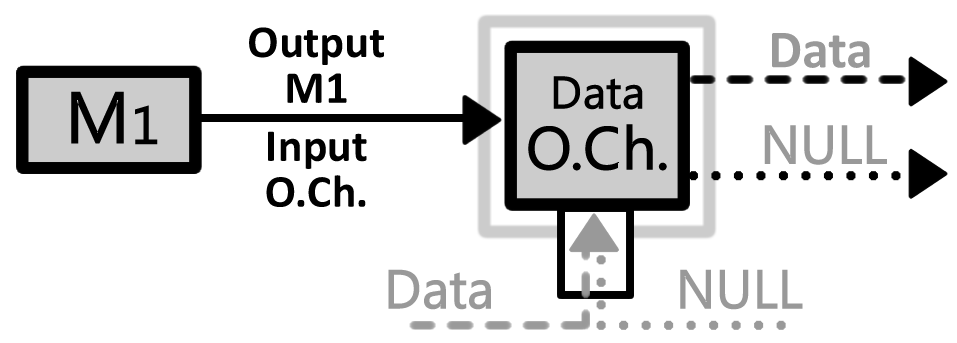 Output
M1
M1
Input
O.Ch.
Data
O.Ch.
Data
NULL
Data
NULL